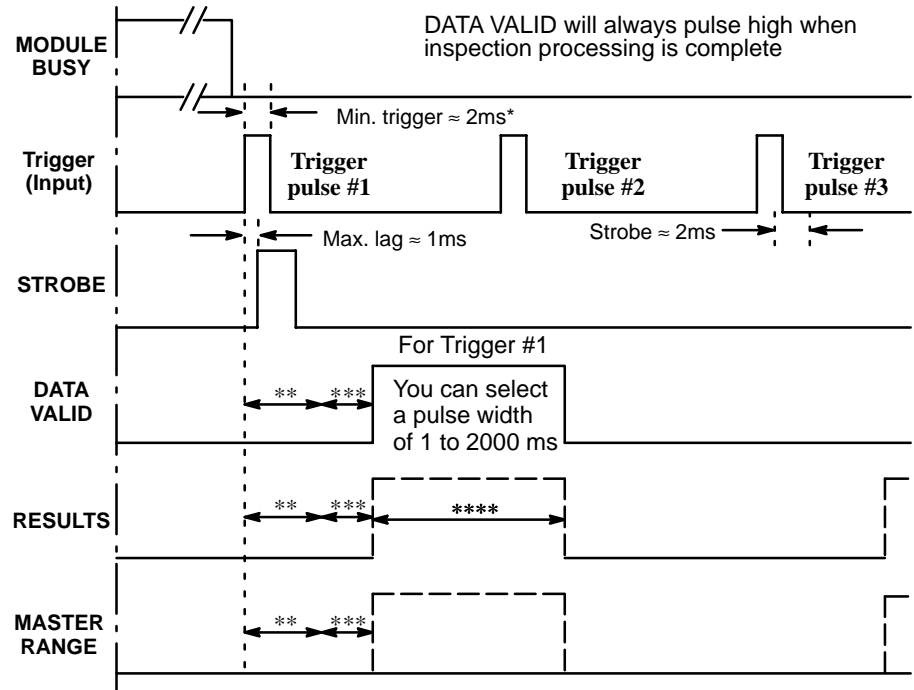 DATA VALID will always pulse high when
inspection processing is complete
MODULE
BUSY
Min. trigger ≈ 2ms*
Trigger
(Input)
Trigger
pulse #1
Trigger
pulse #2
Trigger
pulse #3
Max. lag ≈ 1ms
Strobe ≈ 2ms
STROBE
For Trigger #1
DATA
VALID
** ***
You can select
a pulse width
of 1 to 2000 ms
RESULTS
** *** ****
MASTER
RANGE
** ***